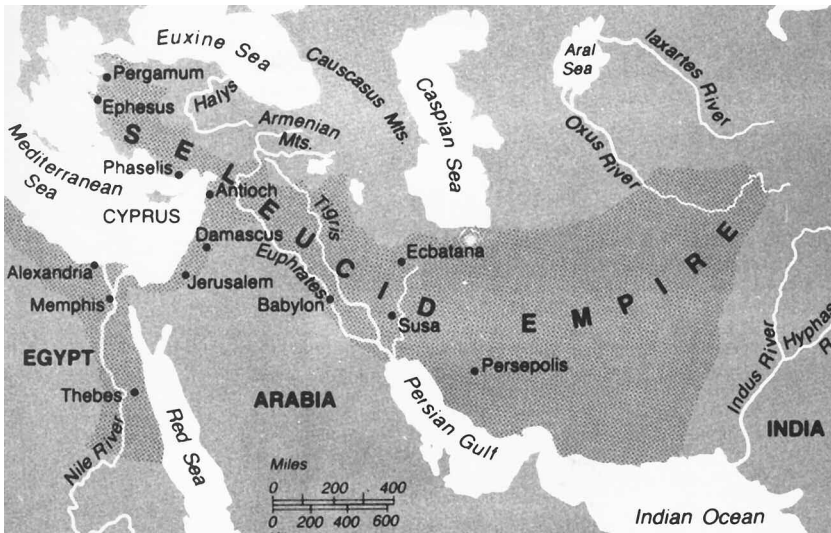 Euxine Sea
Pergamum
Ephesus
Halys
Armenian
Mts.
Causcasus Mts.
Caspian Sea
Aral
Sea
Iaxartes River
Oxus River
Mediterranean
Sea
Phaselis
CYPRUS
Antioch
SELEUCID EMPIRE
Damascus
Jerusalem
Tigris
Euphrates
Babylon
Ecbatana
Susa
Persepolis
Alexandria
Memphis
EGYPT
Thebes
Nile River
Red Sea
ARABIA
Persian Gulf
Indus River
Hyphas
R
INDIA
Indian Ocean
Miles
0 200 400
0 200 400 600